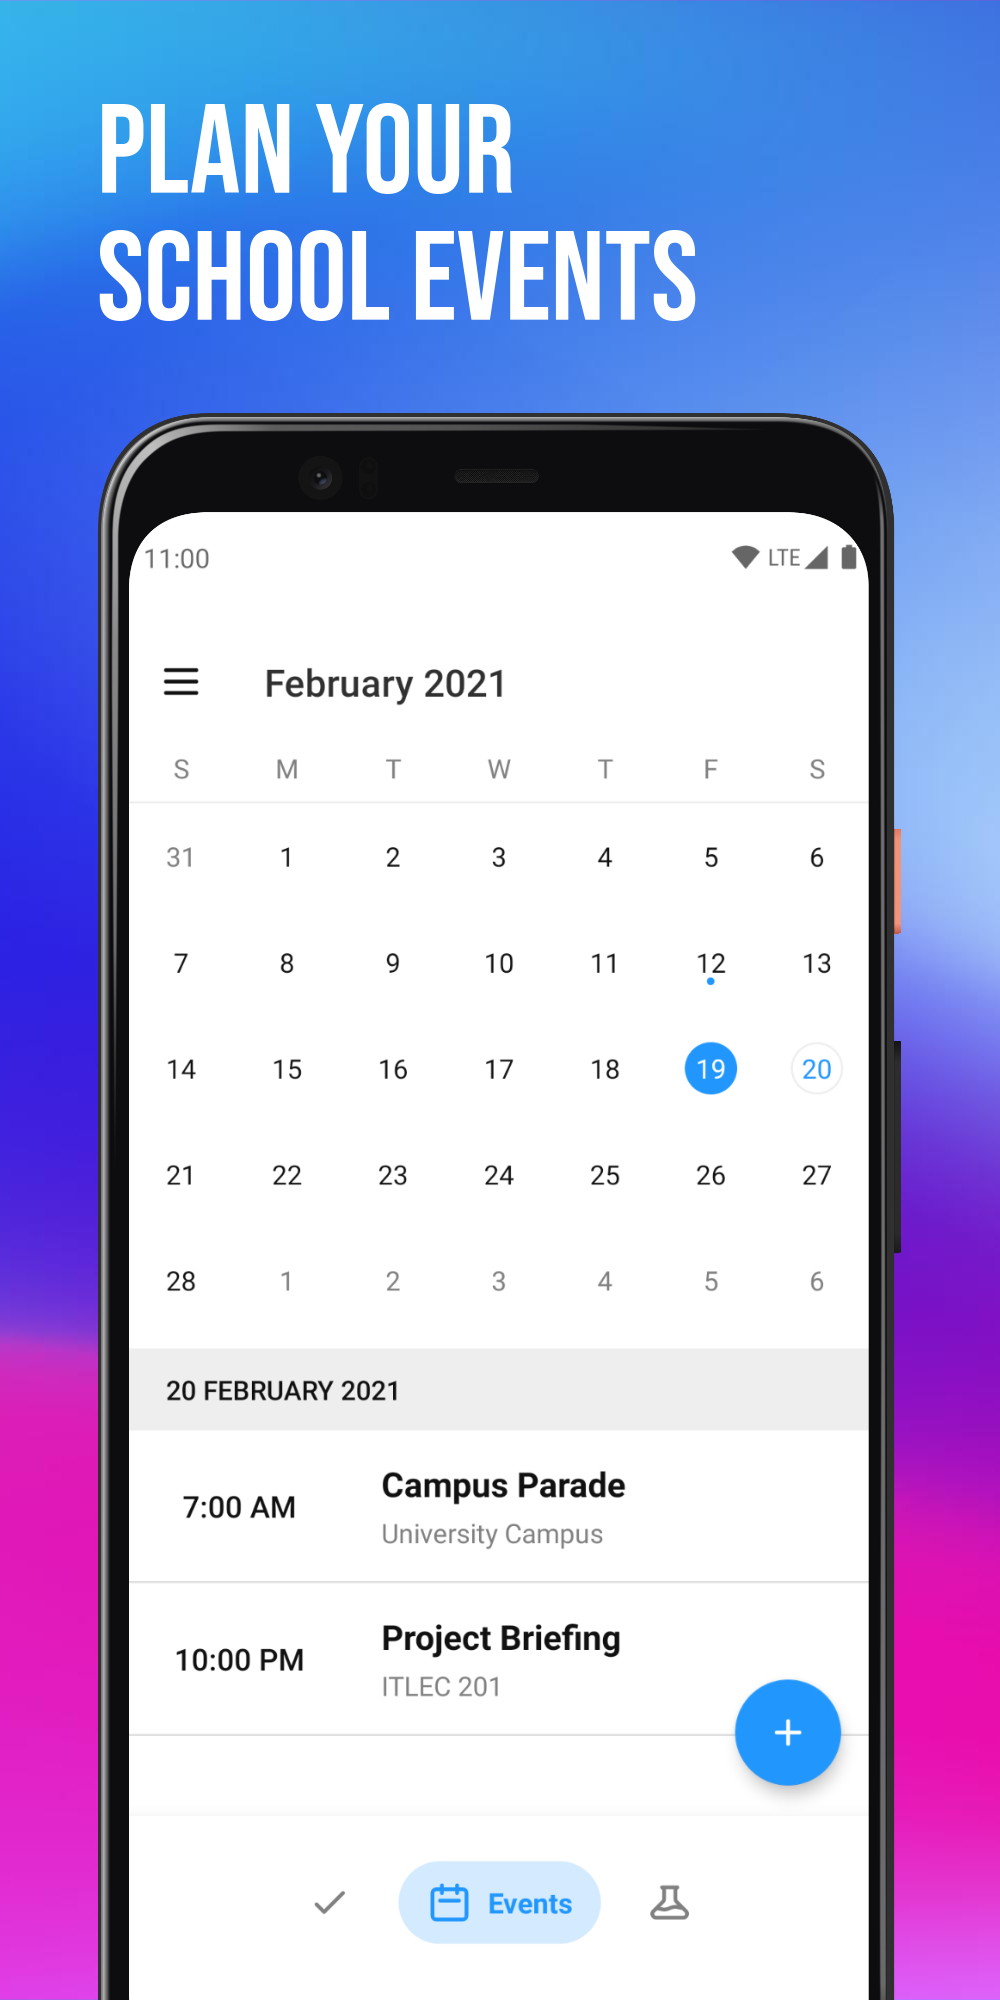 PLAN YOUR
SCHOOL EVENTS
11:00 LTE
February 2021
S M T W T F S
31 1 2 3 4 5 6
7 8 9 10 11 12 13
14 15 16 17 18 19 20
21 22 23 24 25 26 27
28 1 2 3 4 5 6
20 FEBRUARY 2021
7:00 AM Campus Parade
University Campus
10:00 PM Project Briefing
ITLEC 201
Events